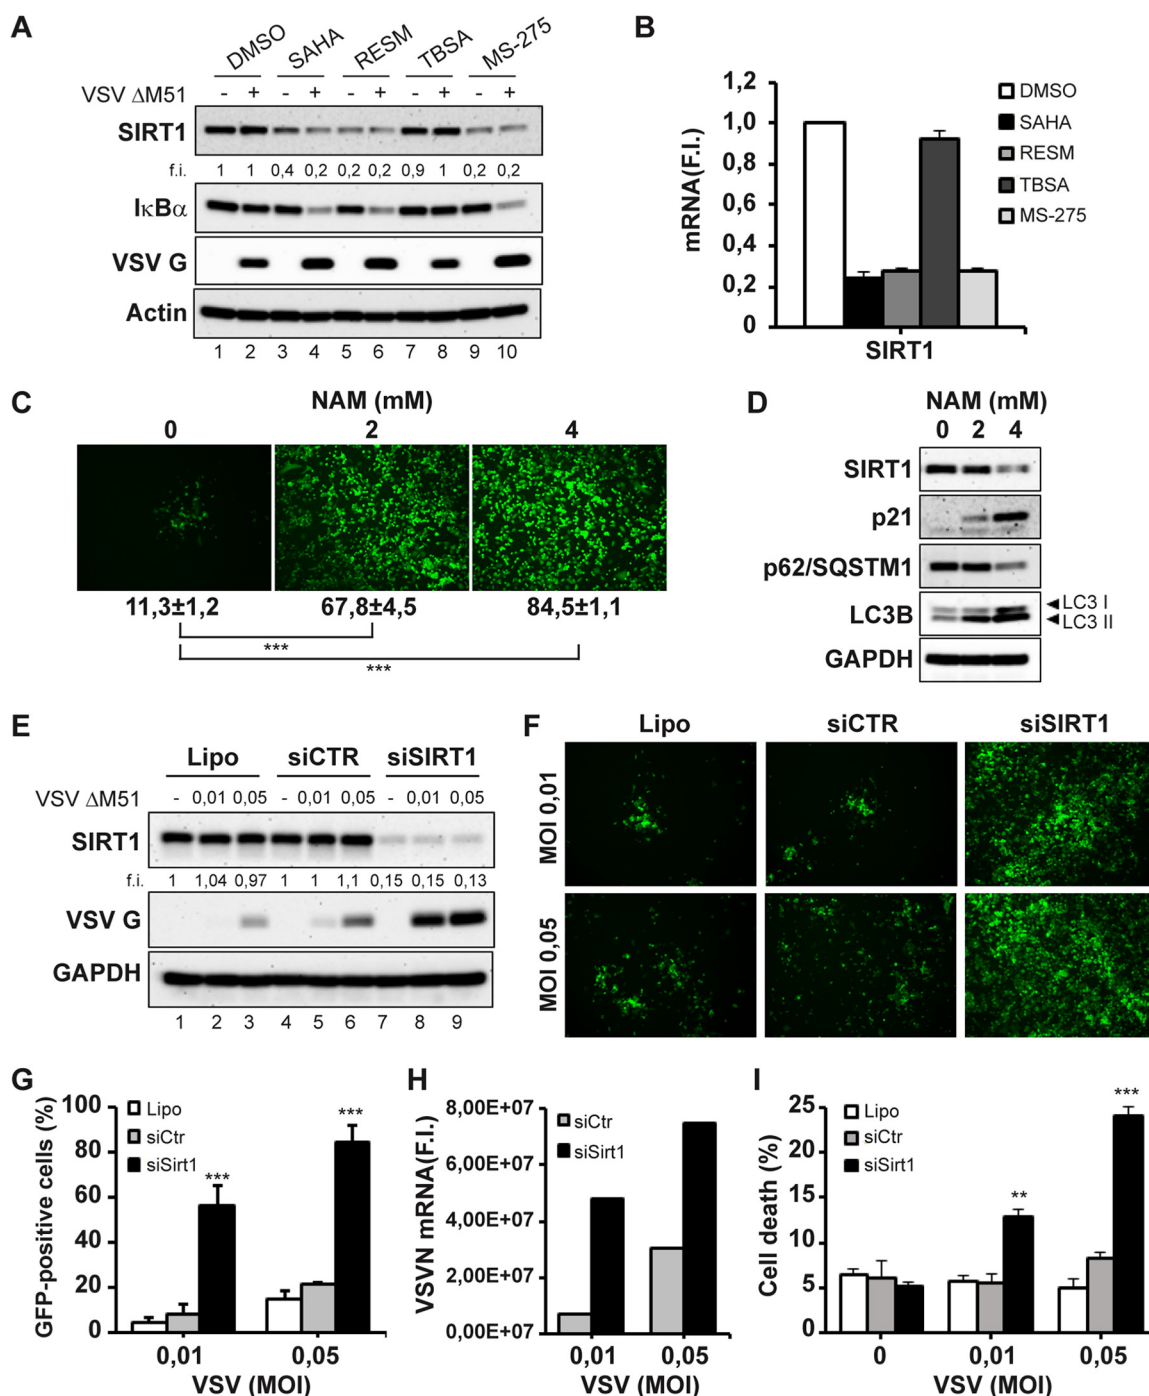 A
DMSO SAHA RESM TBSA MS-275
VSV ΔM51 - + - + - + - + - +
SIRT1
f.i. 1 1 0,4 0,2 0,2 0,2 0,9 1 0,2 0,2
IκBα
VSV G
Actin
1 2 3 4 5 6 7 8 9 10
B
mRNA(F.I.)
1,2
1,0
0,8
0,6
0,4
0,2
0
SIRT1
DMSO
SAHA
RESM
TBSA
MS-275
C
NAM (mM)
0 2 4
11,3±1,2 67,8±4,5 84,5±1,1
***
***
D
NAM (mM)
0 2 4
SIRT1
p21
p62/SQSTM1
LC3B
LC3 I
LC3 II
GAPDH
E
Lipo siCTR siSIRT1
VSV ΔM51 - 0,01 0,05 - 0,01 0,05 - 0,01 0,05
SIRT1
f.i. 1 1,04 0,97 1 1 1,1 0,15 0,15 0,13
VSV G
GAPDH
1 2 3 4 5 6 7 8 9
F
Lipo siCTR siSIRT1
MOI 0,01
MOI 0,05
G
GFP-positive cells (%)
100
80
60
40
20
0
Lipo
siCtr
siSirt1
***
***
0,01 0,05
VSV (MOI)
H
VSVN mRNA(F.I.)
8,00E+07
6,00E+07
4,00E+07
2,00E+07
0,00E+07
siCtr
siSirt1
0,01 0,05
VSV (MOI)
I
Cell death (%)
25
20
15
10
5
0
Lipo
siCtr
siSirt1
**
***
0 0,01 0,05
VSV (MOI)